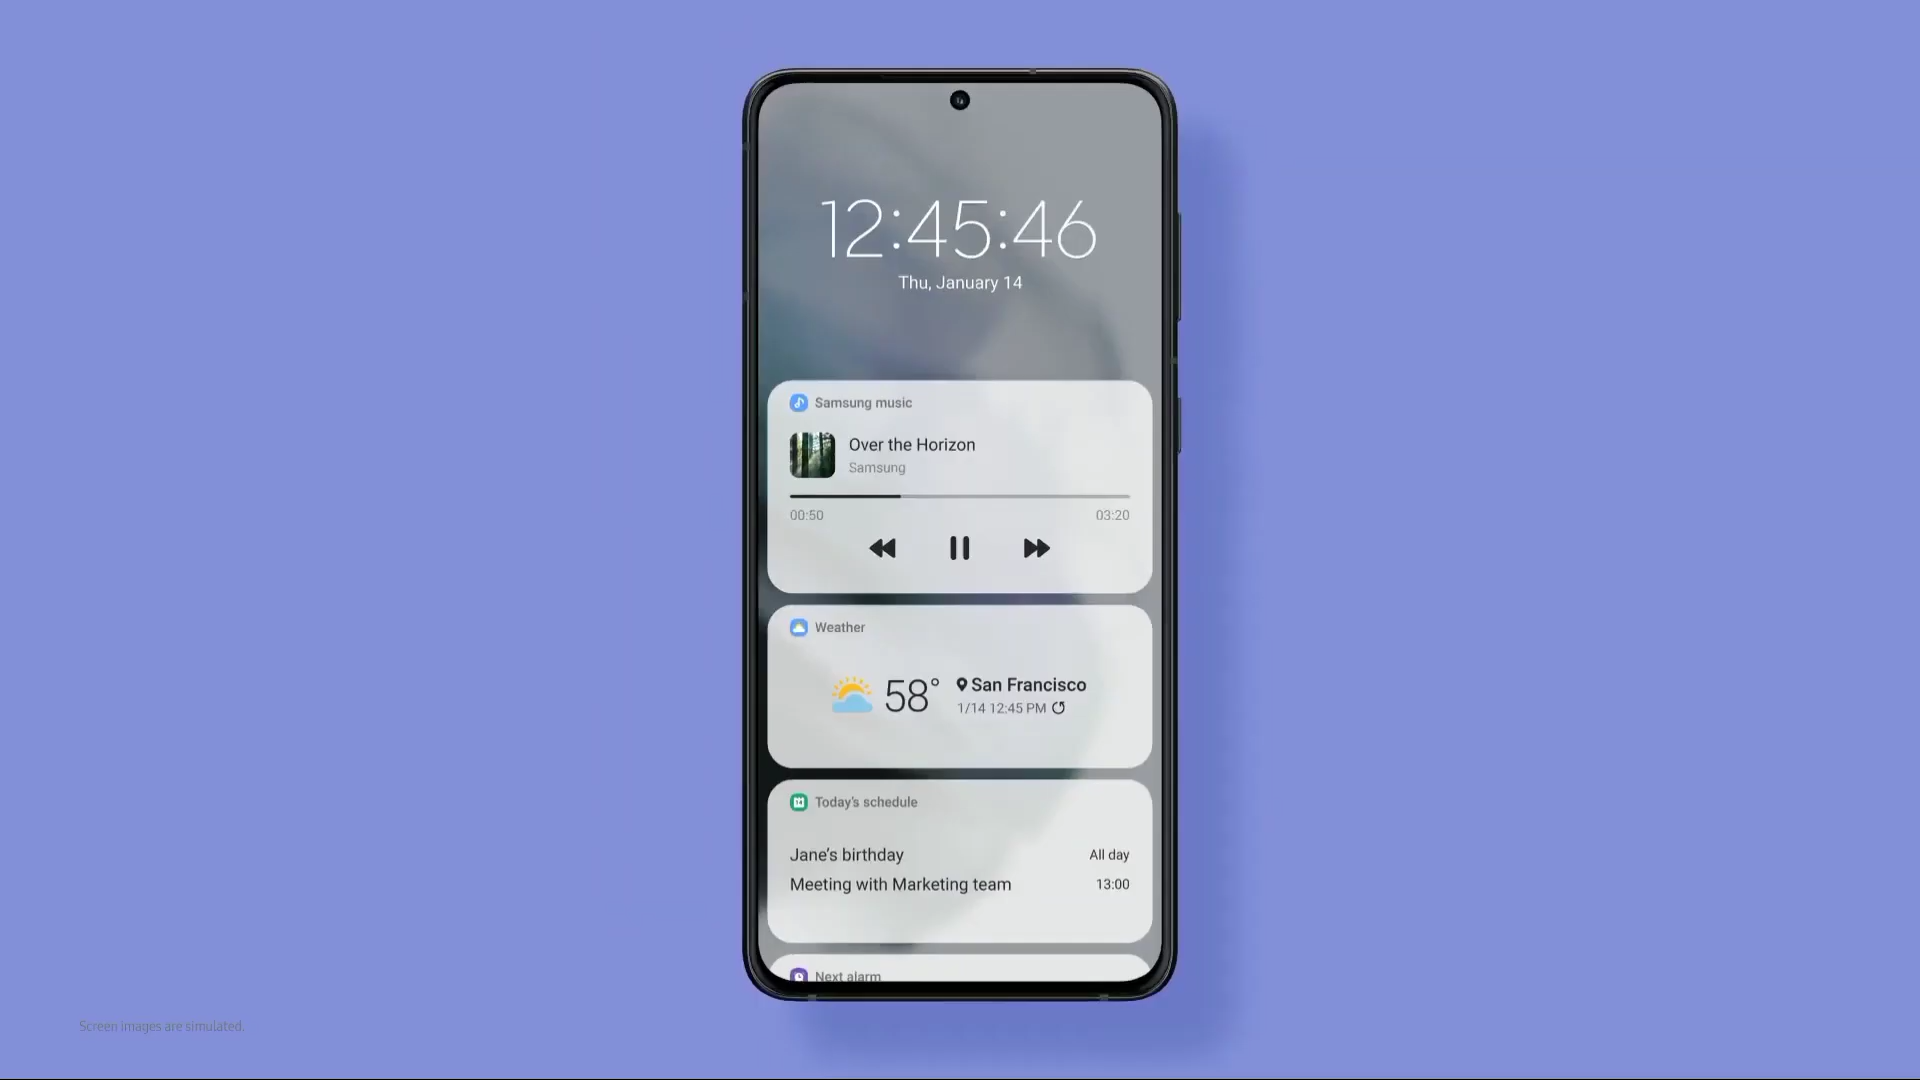 12:45:46
Thu, January 14
Samsung music
Over the Horizon
Samsung
00:50 03:20
Weather
58° San Francisco
1/14 12:45 PM
Today's schedule
Jane's birthday All day
Meeting with Marketing team 13:00
Next alarm
Screen images are simulated.